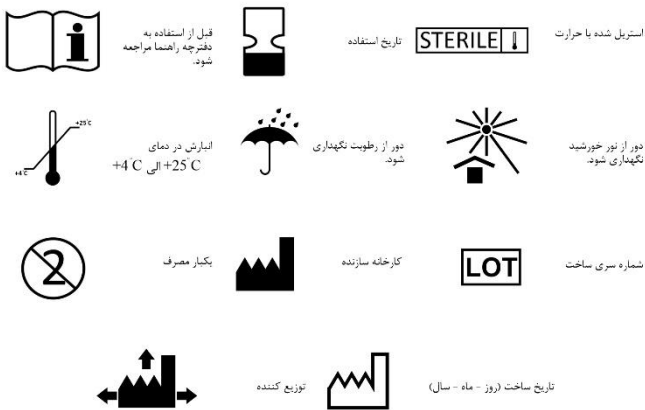 استریل شده با حرارت
STERILE
تاریخ استفاده
قبل از استفاده به
دفترچه راهنما مراجعه
شود.
دور از نور خورشید
نگهداری شود.
دور از رطوبت نگهداری
شود.
انبارش در دمای
+4°C الی +25°C
+25°c
+4°c
شماره سری ساخت
LOT
کارخانه سازنده
یکبار مصرف
2
تاریخ ساخت (روز - ماه - سال)
توزیع کننده